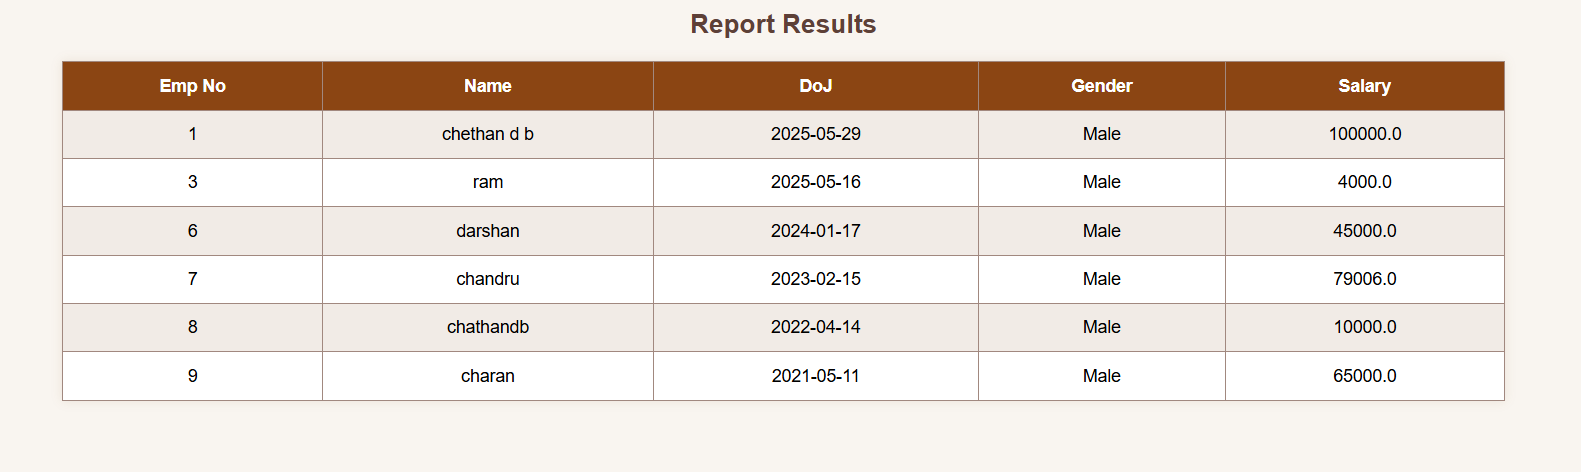 Report Results
Emp No Name DoJ Gender Salary
1 chethan d b 2025-05-29 Male 100000.0
3 ram 2025-05-16 Male 4000.0
6 darshan 2024-01-17 Male 45000.0
7 chandru 2023-02-15 Male 79006.0
8 chathandb 2022-04-14 Male 10000.0
9 charan 2021-05-11 Male 65000.0